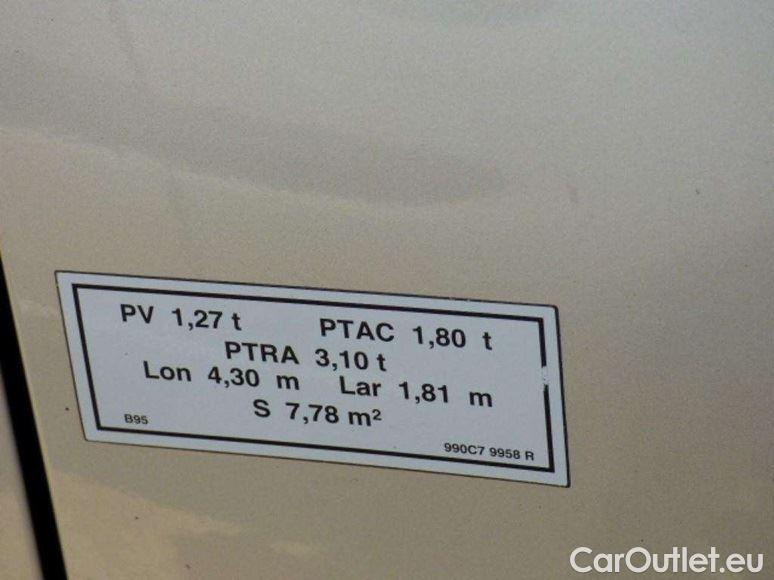 PV 1,27 t PTAC 1,80 t
PTRA 3,10 t
Lon 4,30 m Lar 1,81 m
S 7,78 m²
B95 990C7 9958 R
CarOutlet.eu